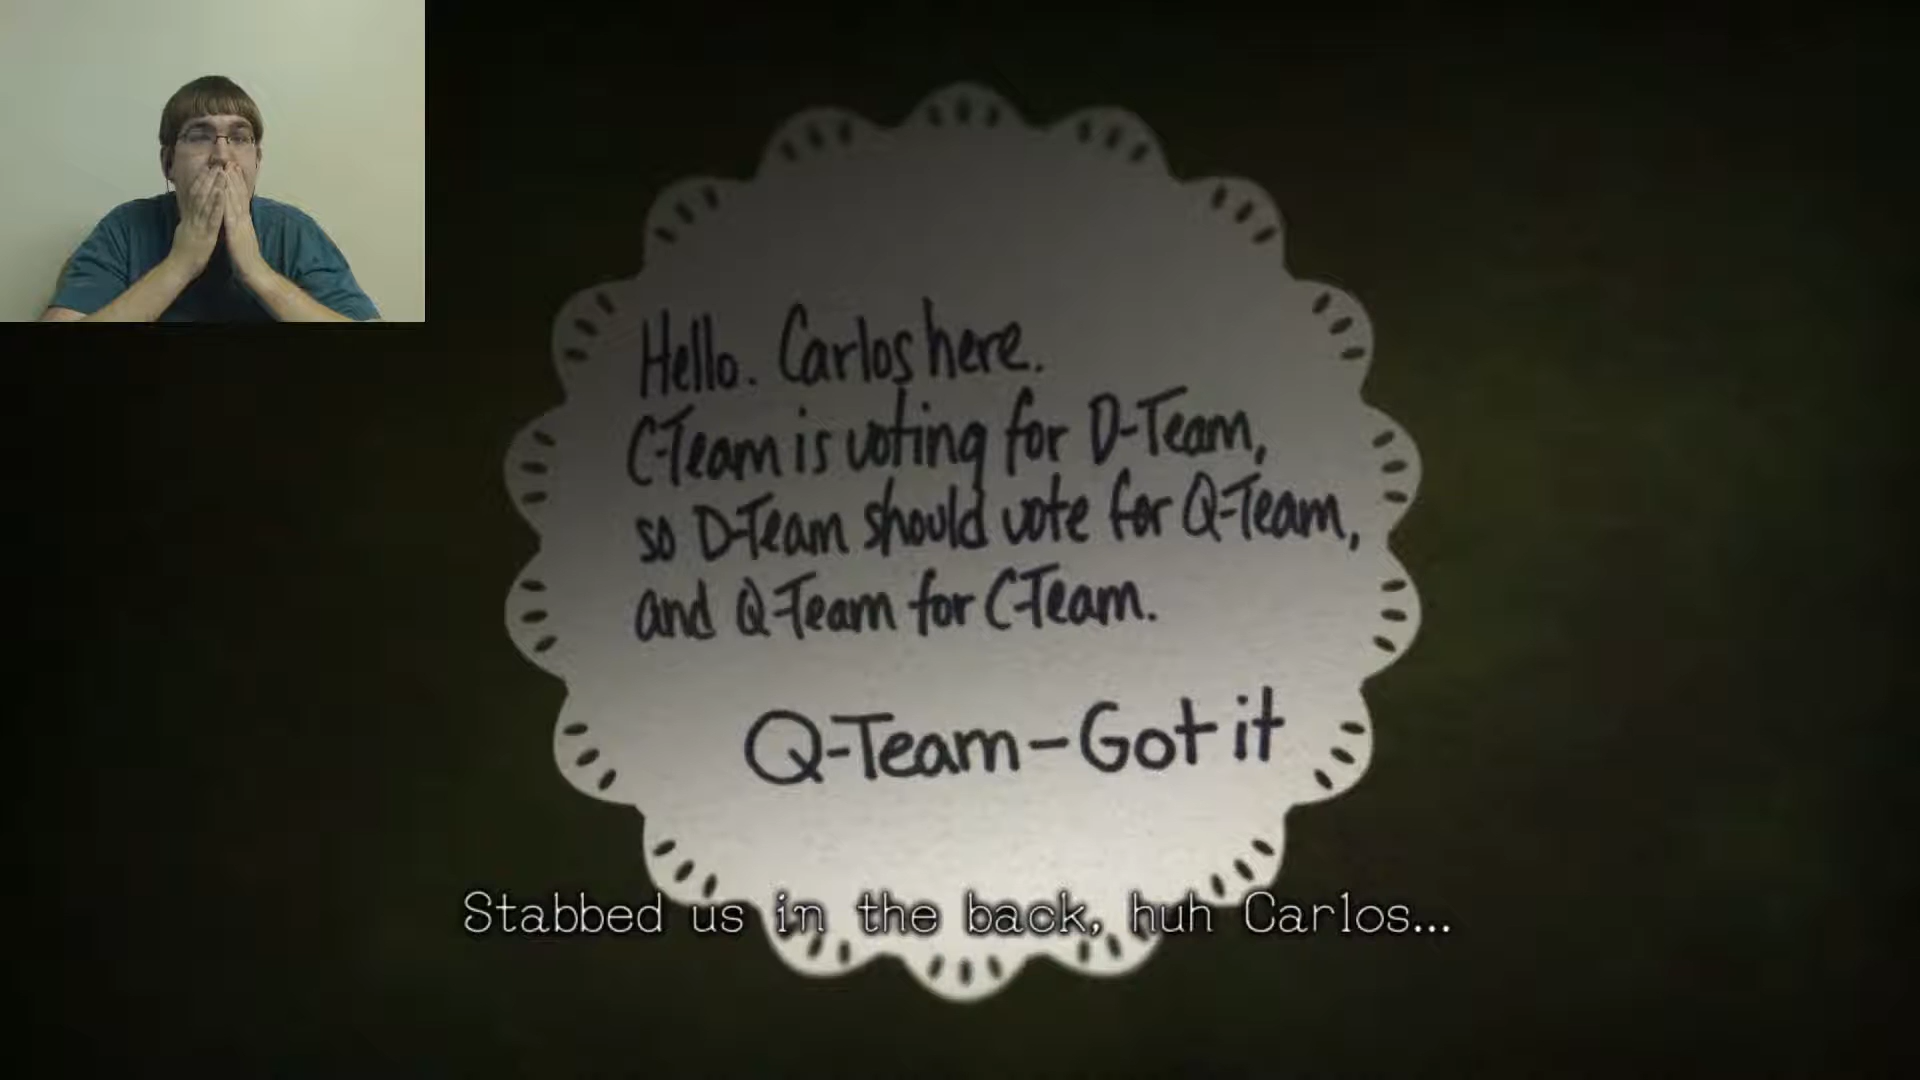 Hello. Carlos here.
C-Team is voting for D-Team,
so D-Team should vote for Q-Team,
and Q-Team for C-Team.
Q-Team-Got it
Stabbed us in the back, huh Carlos...